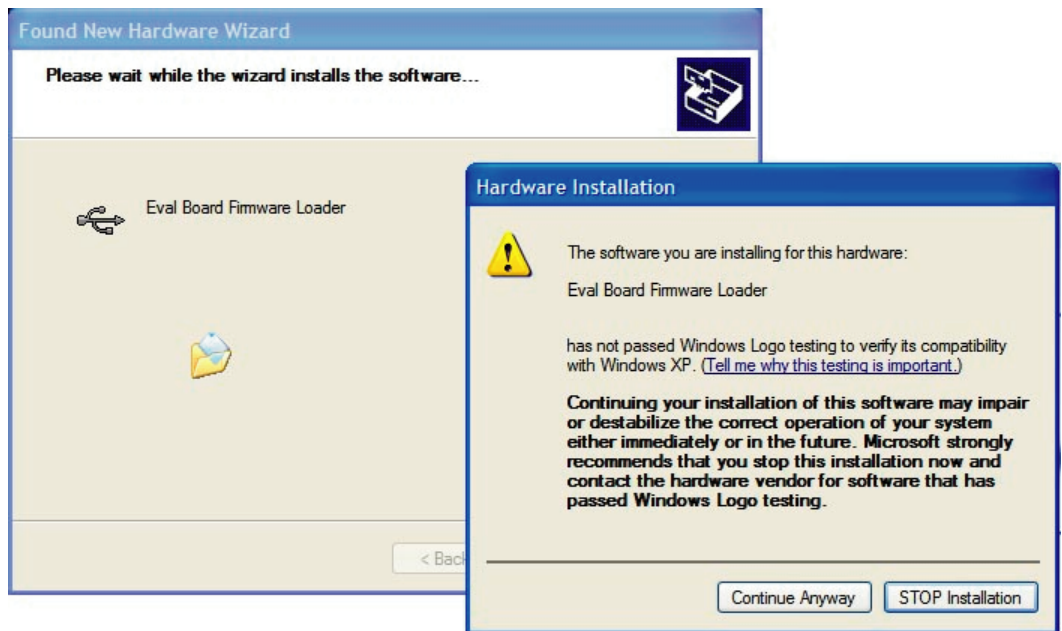 Found New Hardware Wizard
Please wait while the wizard installs the software...
Eval Board Firmware Loader
< Back
Hardware Installation
The software you are installing for this hardware:
Eval Board Firmware Loader
has not passed Windows Logo testing to verify its compatibility
with Windows XP. (Tell me why this testing is important.)
Continuing your installation of this software may impair
or destabilize the correct operation of your system
either immediately or in the future. Microsoft strongly
recommends that you stop this installation now and
contact the hardware vendor for software that has
passed Windows Logo testing.
Continue Anyway
STOP Installation